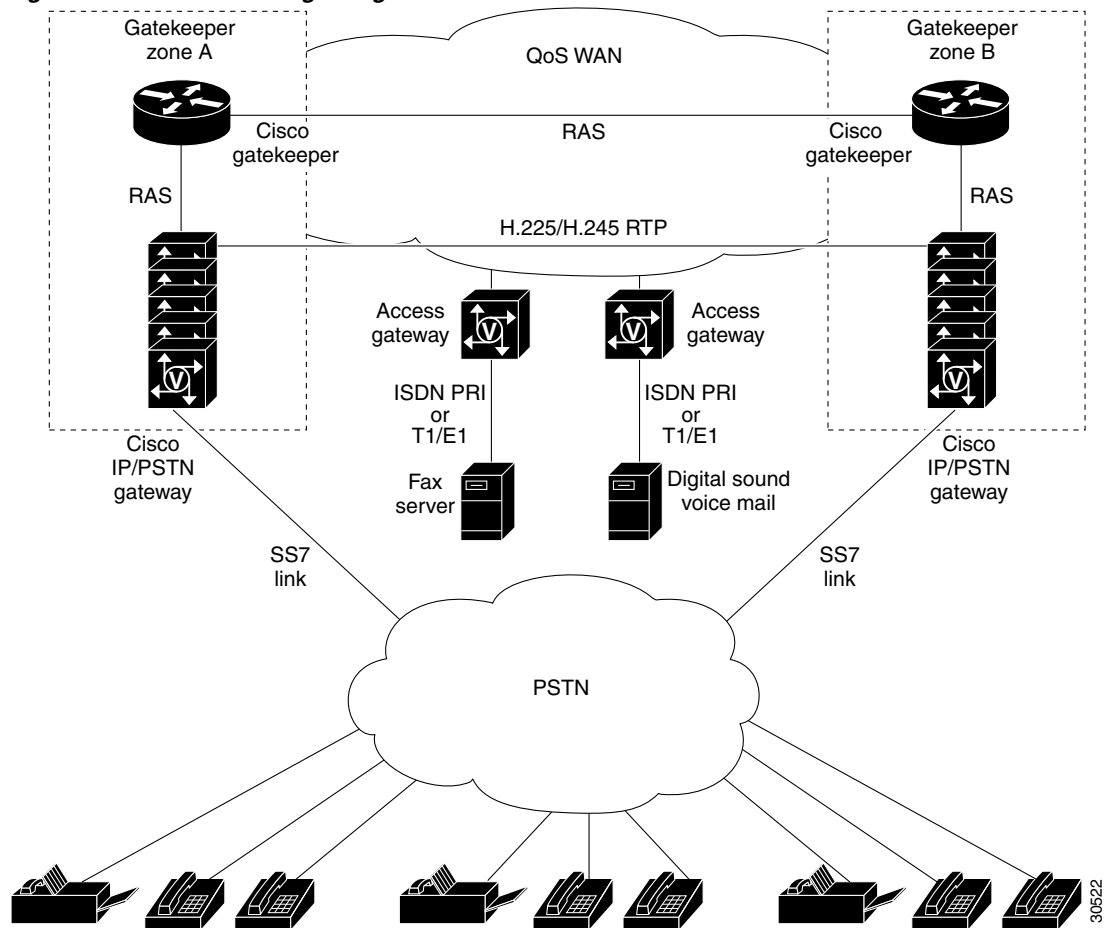 Gatekeeper
zone A
QoS WAN
Gatekeeper
zone B
Cisco
gatekeeper
RAS
Cisco
gatekeeper
RAS
RAS
H.225/H.245 RTP
Access
gateway
V
V
Access
gateway
V
V
ISDN PRI
or
T1/E1
ISDN PRI
or
T1/E1
Cisco
IP/PSTN
gateway
Fax
server
Digital sound
voice mail
Cisco
IP/PSTN
gateway
SS7
link
SS7
link
PSTN
30522